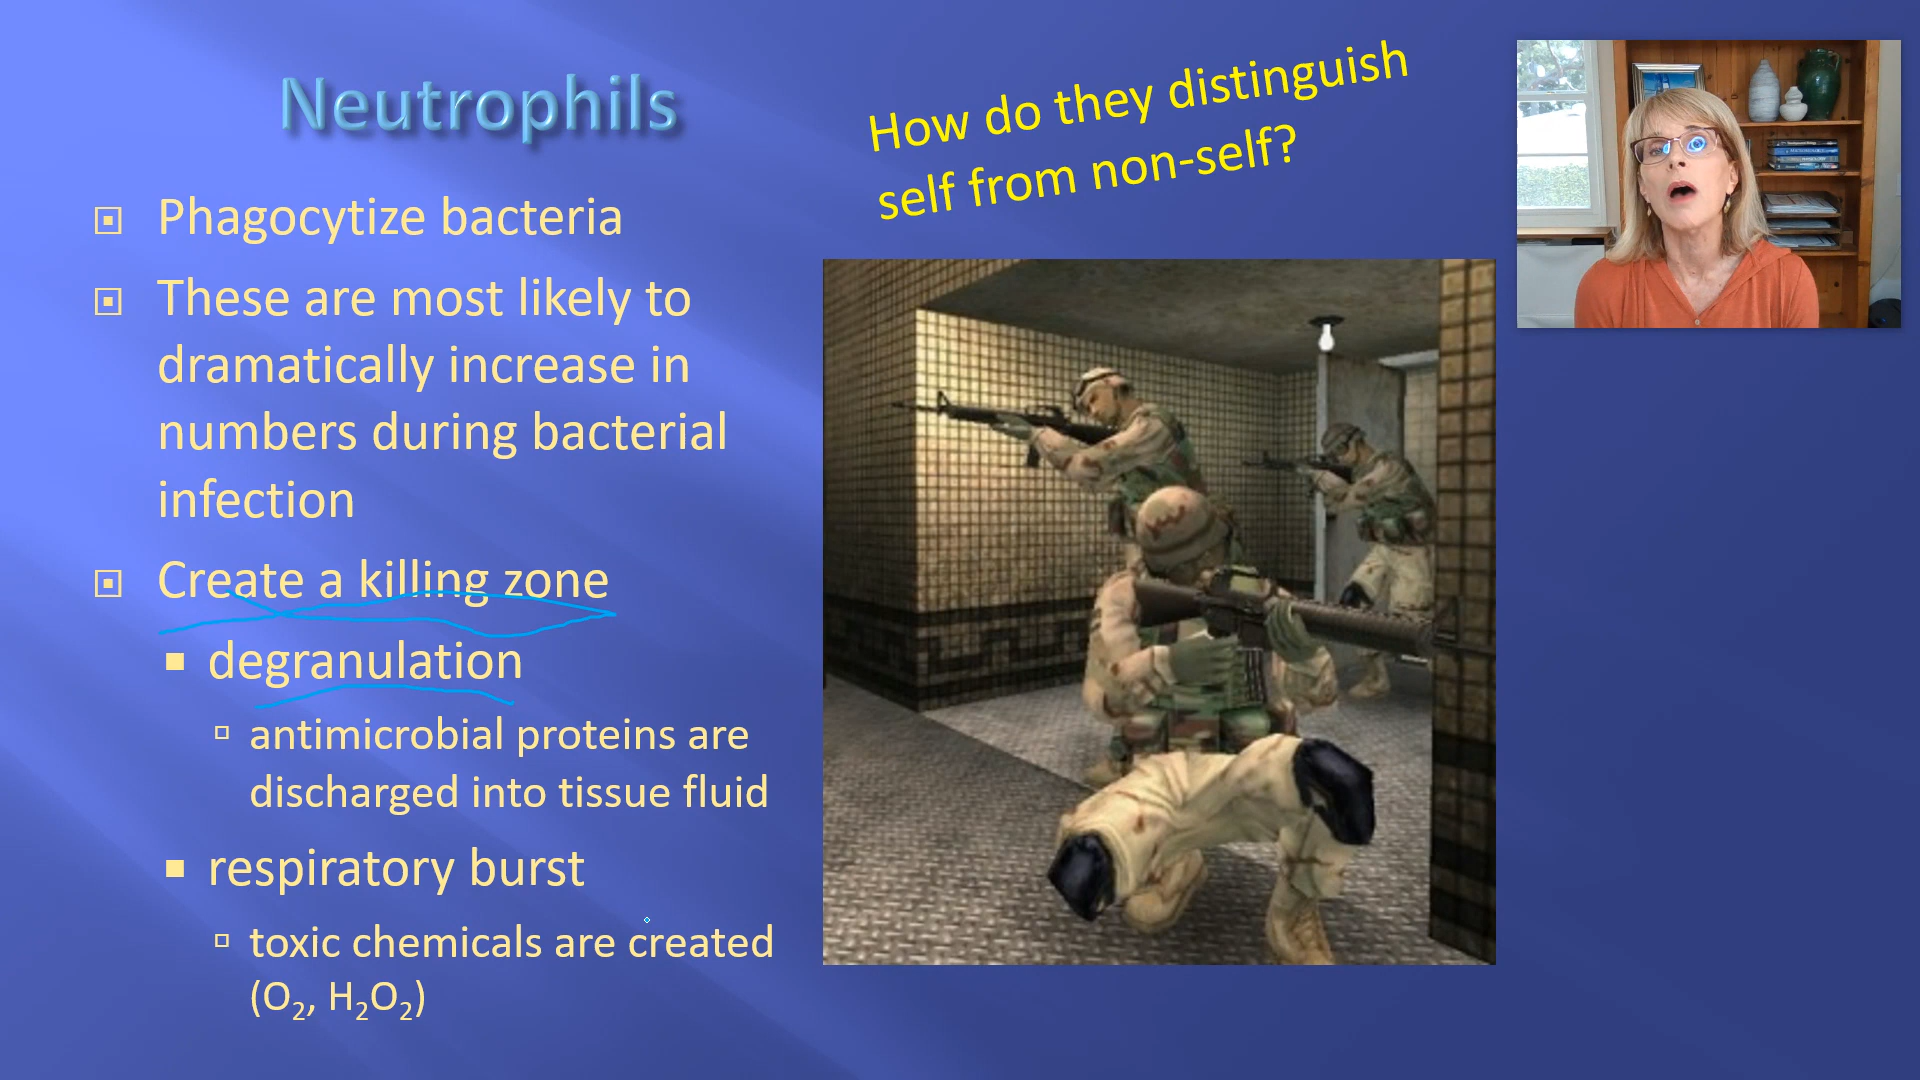 Neutrophils
How do they distinguish
self from non-self?
Phagocytize bacteria
These are most likely to
dramatically increase in
numbers during bacterial
infection
Create a killing zone
degranulation
antimicrobial proteins are
discharged into tissue fluid
respiratory burst
toxic chemicals are created
(O₂, H₂O₂)